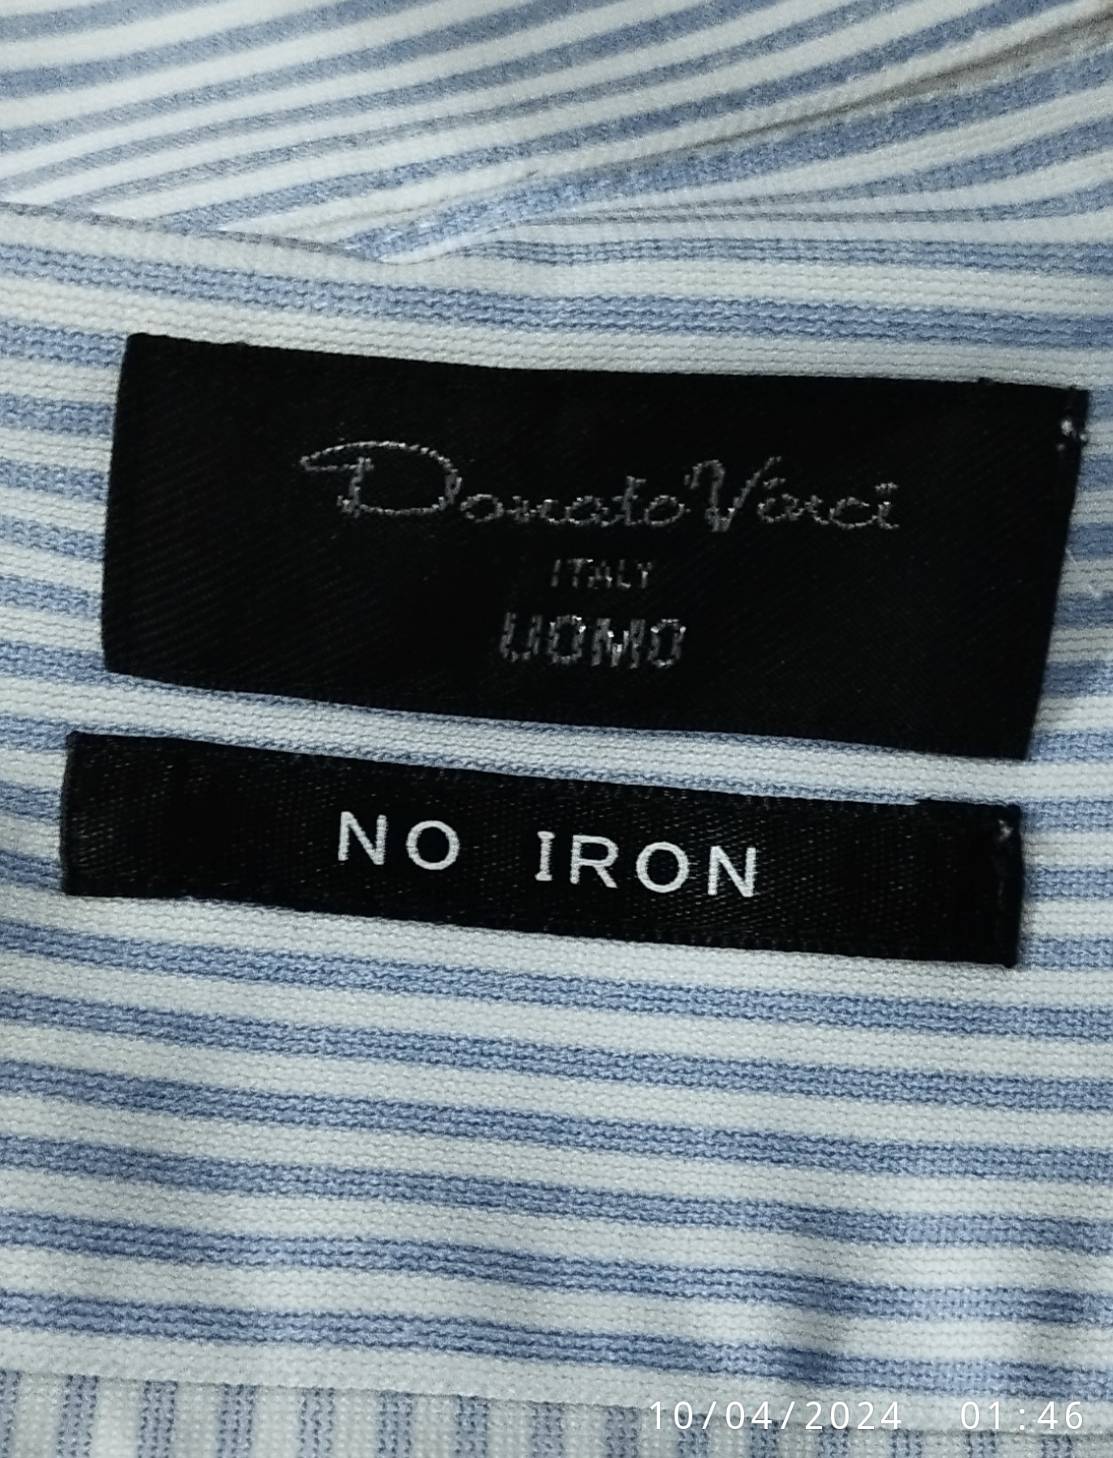 Donato Vinci
ITALY
UOMO
NO IRON
10/04/2024 01:46